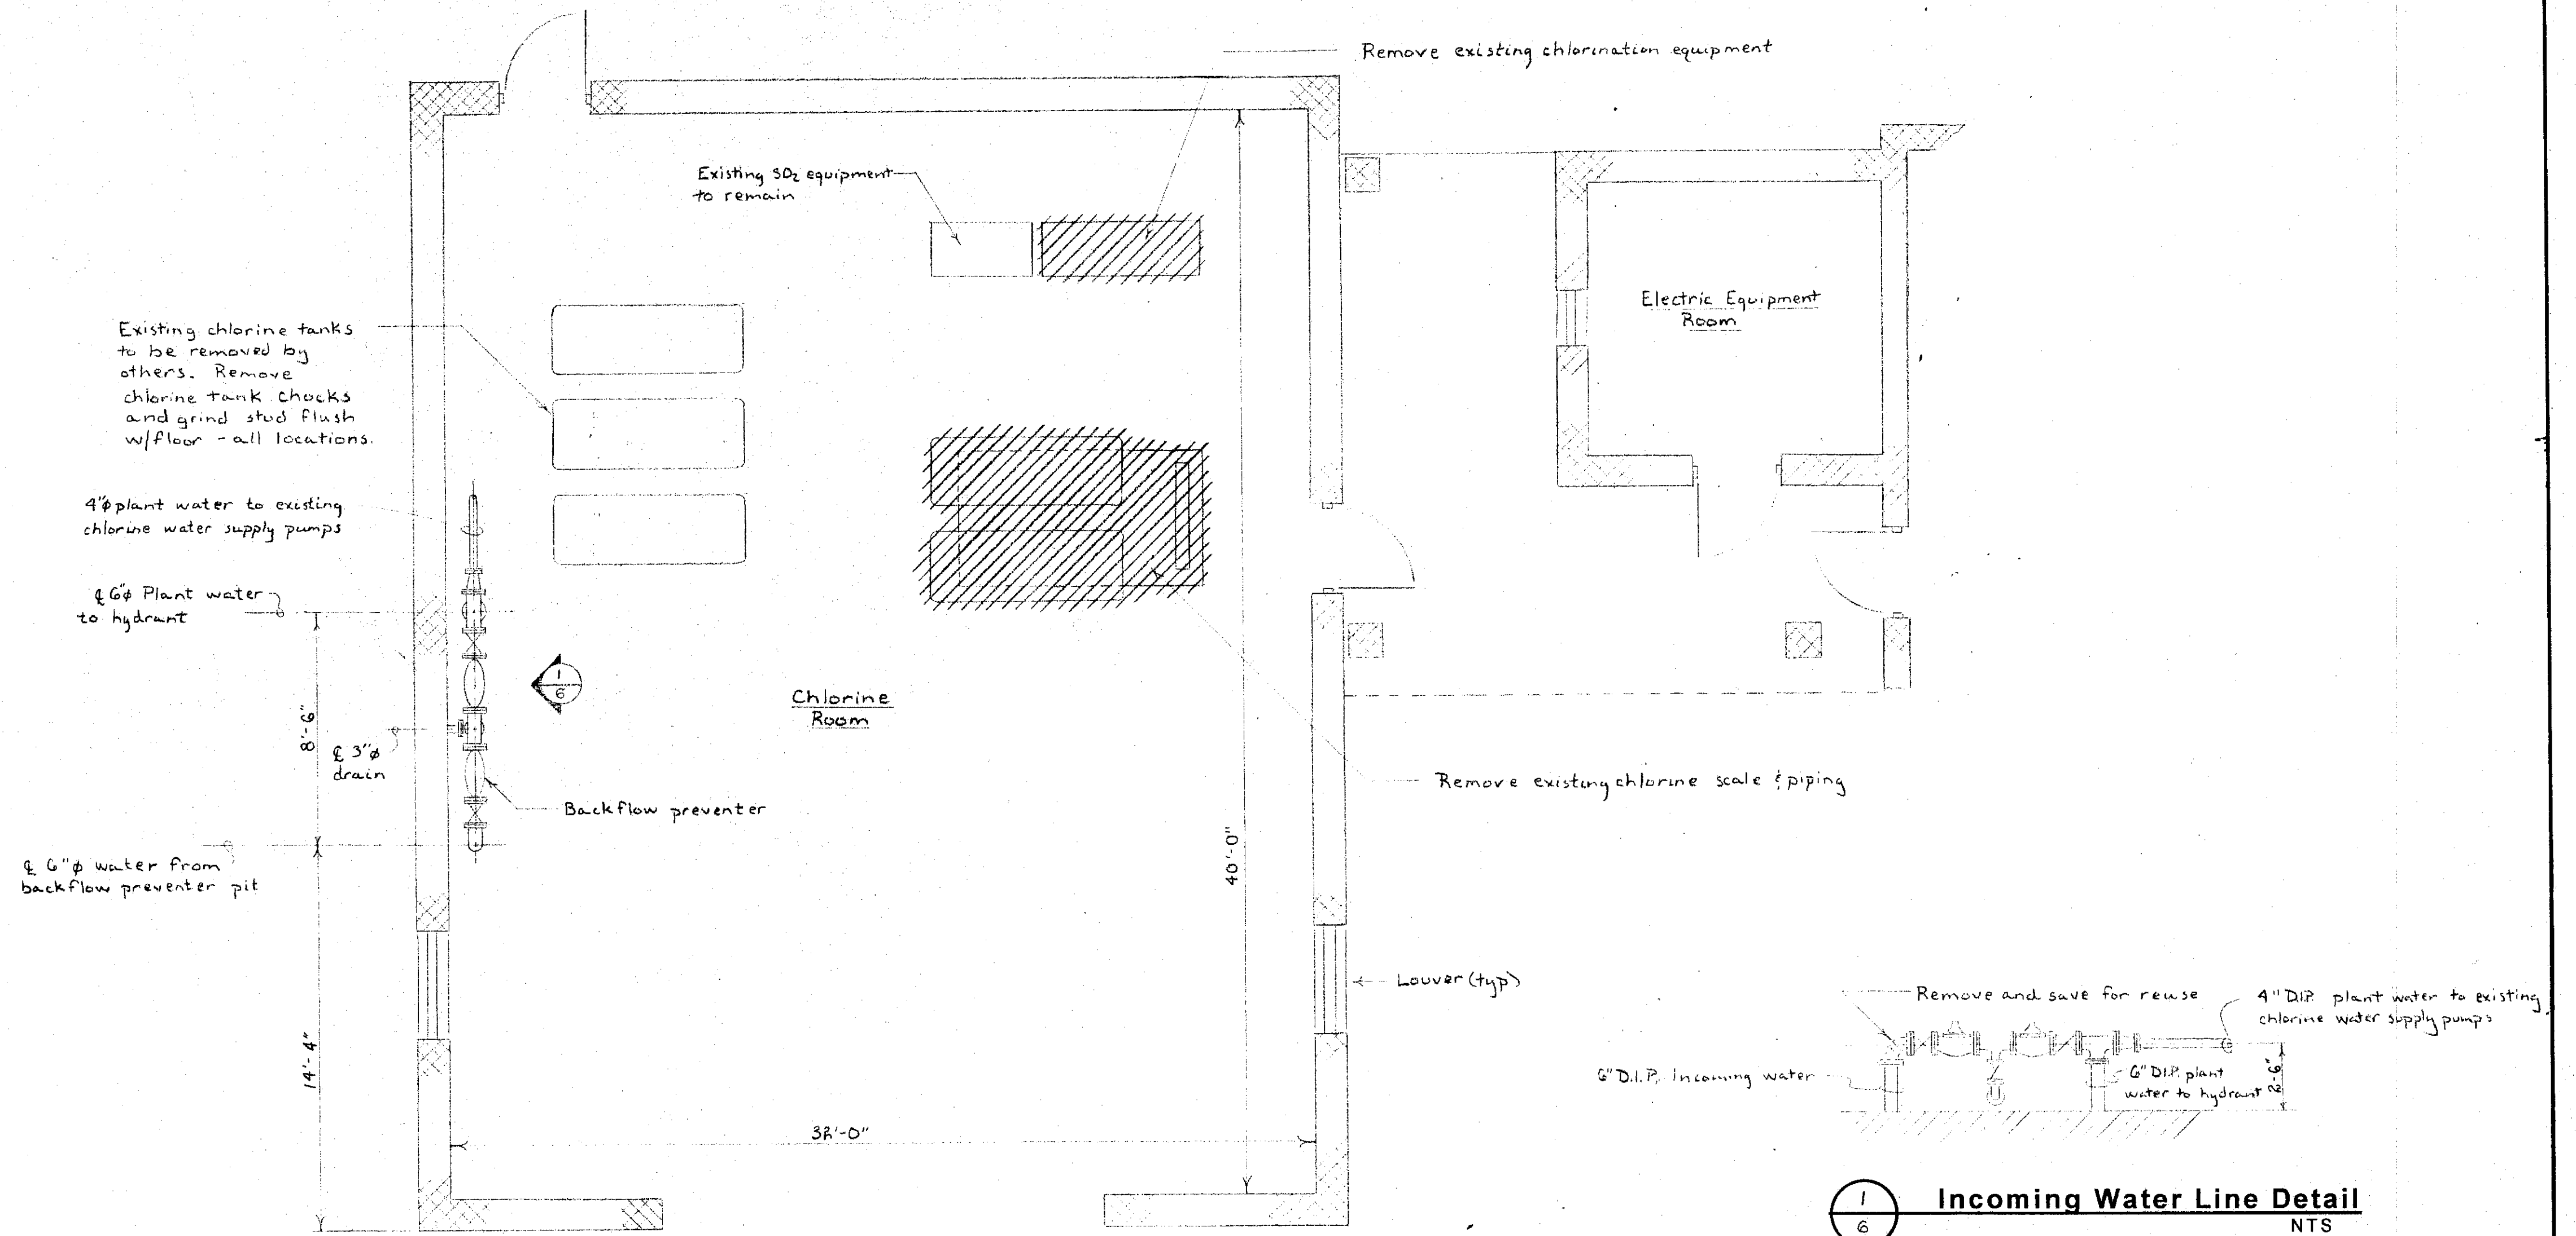 Remove existing chlorination equipment
Existing SO2 equipment
to remain
Electric Equipment
Room
Existing chlorine tanks
to be removed by
others. Remove
chlorine tank chocks
and grind stud flush
w/floor - all locations.
4"ø plant water to existing
chlorine water supply pumps
℄ 6"ø Plant water
to hydrant
1
6
Chlorine
Room
8'-6"
℄ 3"ø
drain
Remove existing chlorine scale & piping
Backflow preventer
40'-0"
℄ 6"ø water from
backflow preventer pit
Louver (typ)
Remove and save for reuse
4" D.I.P. plant water to existing
chlorine water supply pumps
14'-4"
6" D.I.P. incoming water
6" D.I.P. plant
water to hydrant
2'-6"
32'-0"
1
6
Incoming Water Line Detail
NTS